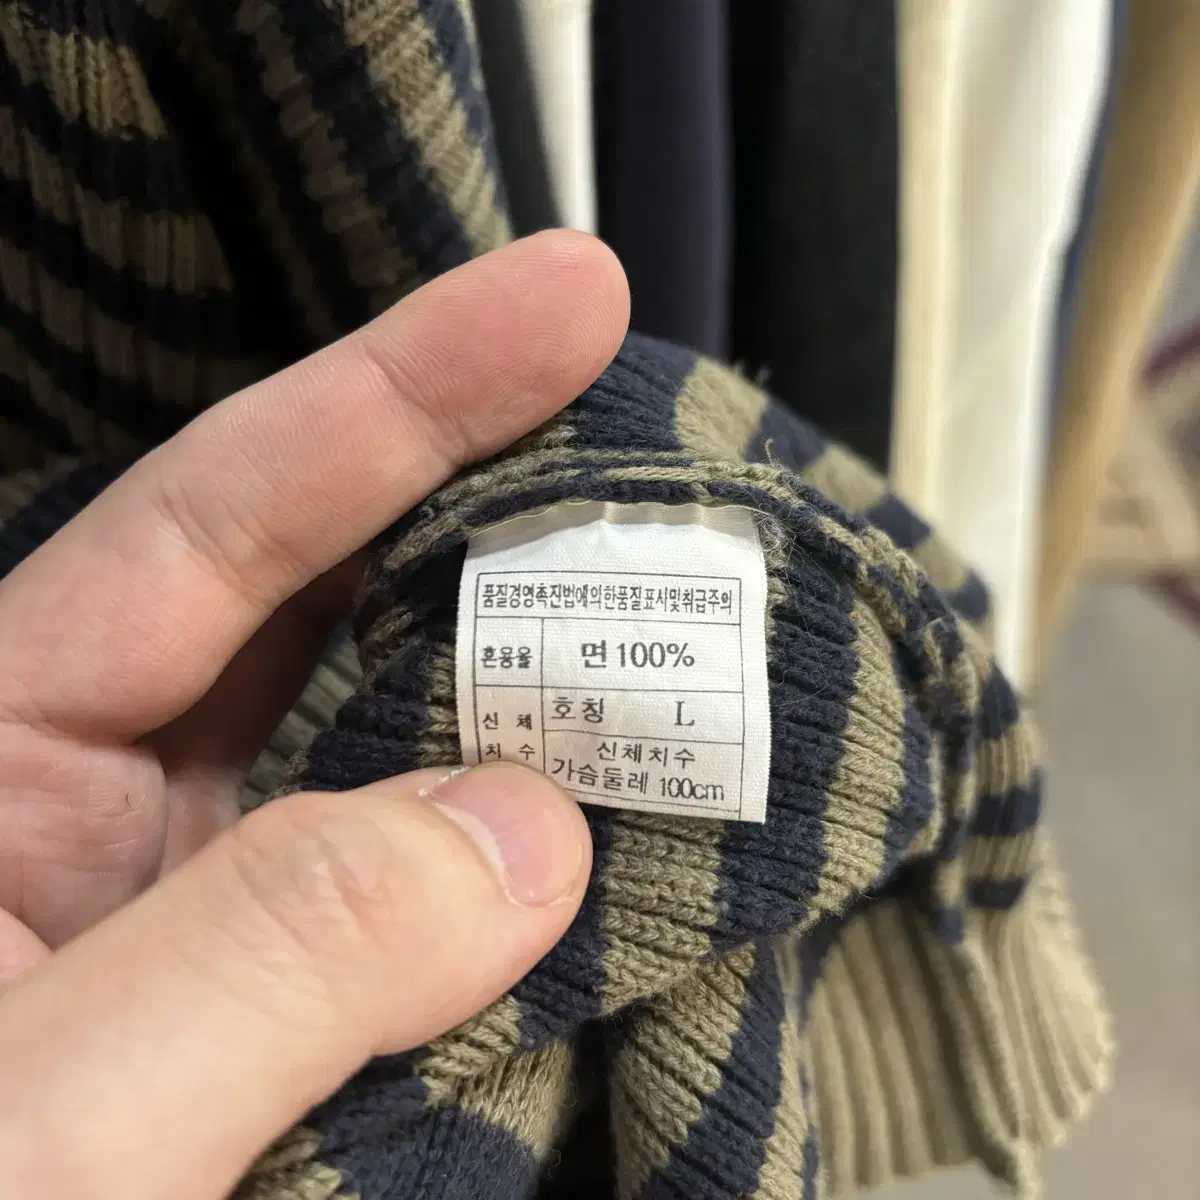 품질경영촉진법에의한품질표시및취급주의
혼용율 면 100%
신체 호칭 L
치수 신체치수
가슴둘레 100cm